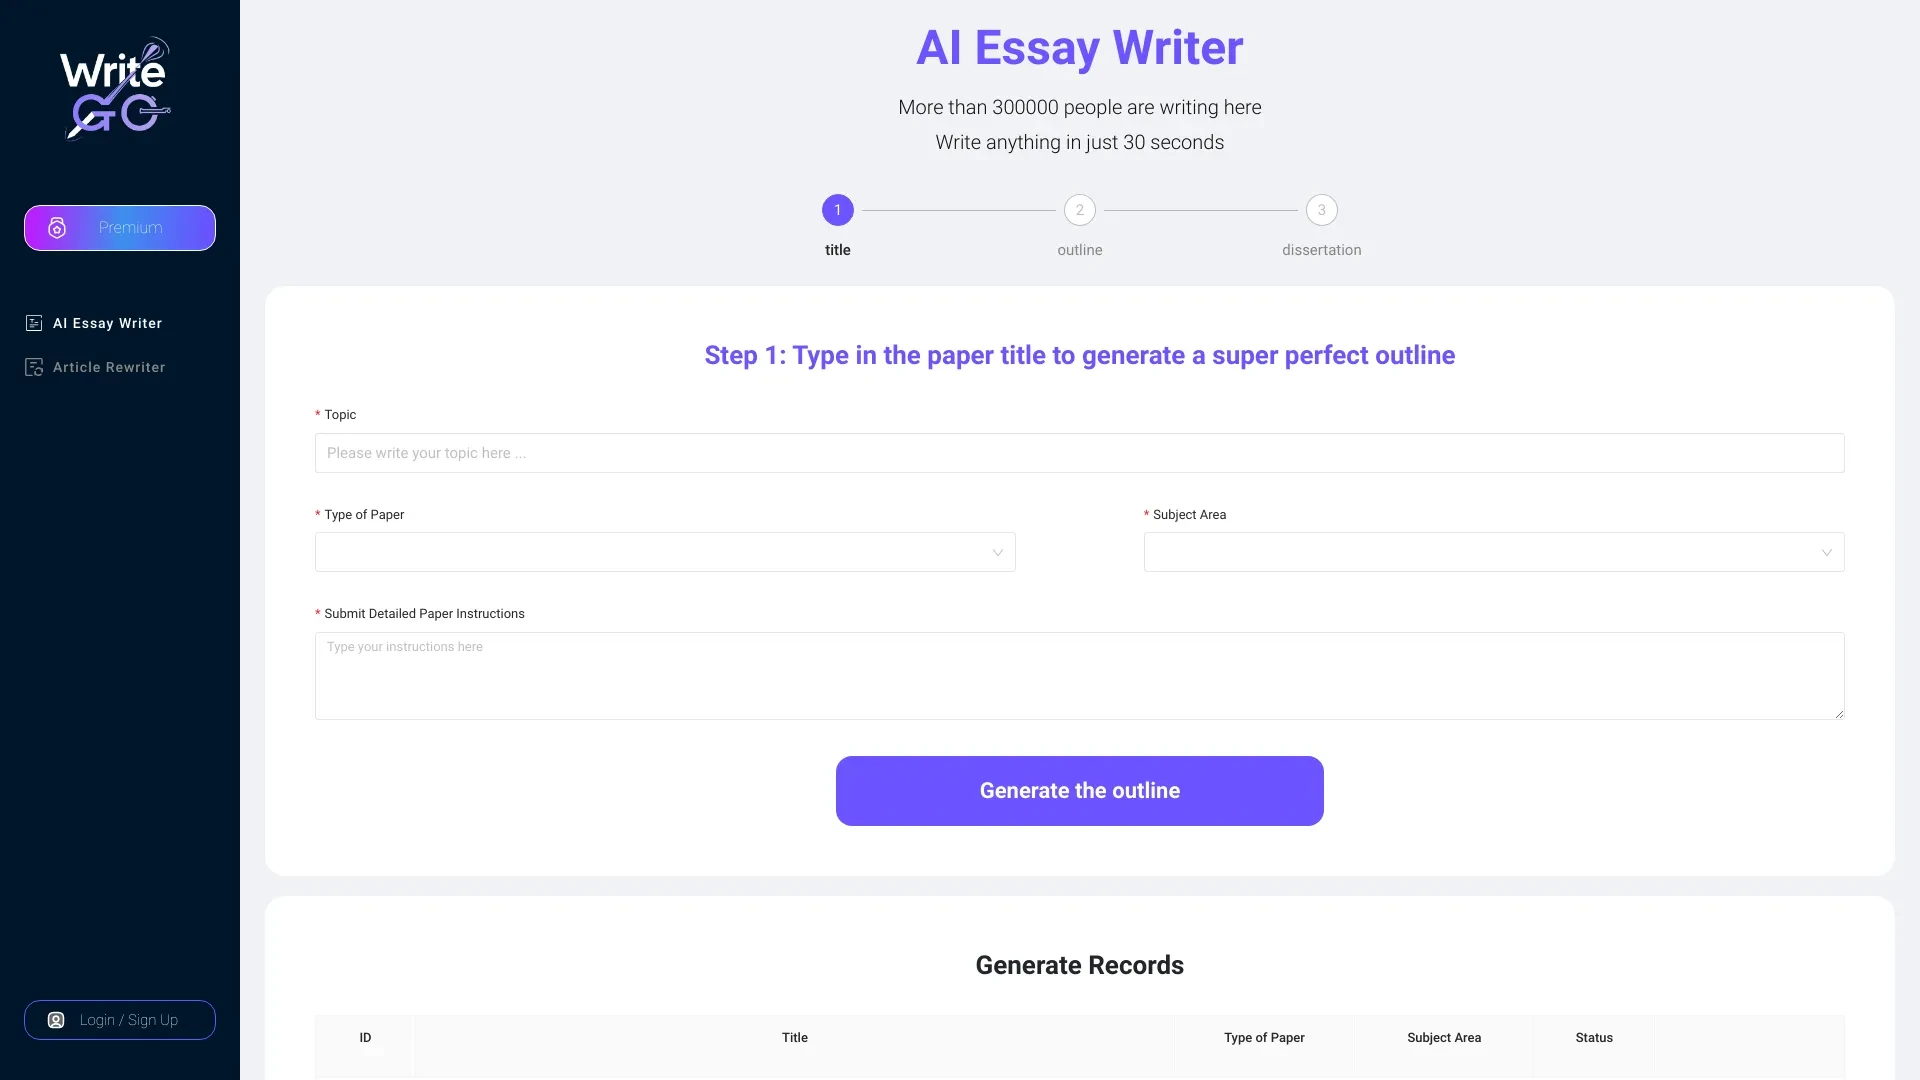 Write
GO
Premium
AI Essay Writer
Article Rewriter
Login / Sign Up
AI Essay Writer
More than 300000 people are writing here
Write anything in just 30 seconds
1
2
3
title
outline
dissertation
Step 1: Type in the paper title to generate a super perfect outline
* Topic
Please write your topic here ...
* Type of Paper
* Subject Area
* Submit Detailed Paper Instructions
Type your instructions here
Generate the outline
Generate Records
ID
Title
Type of Paper
Subject Area
Status